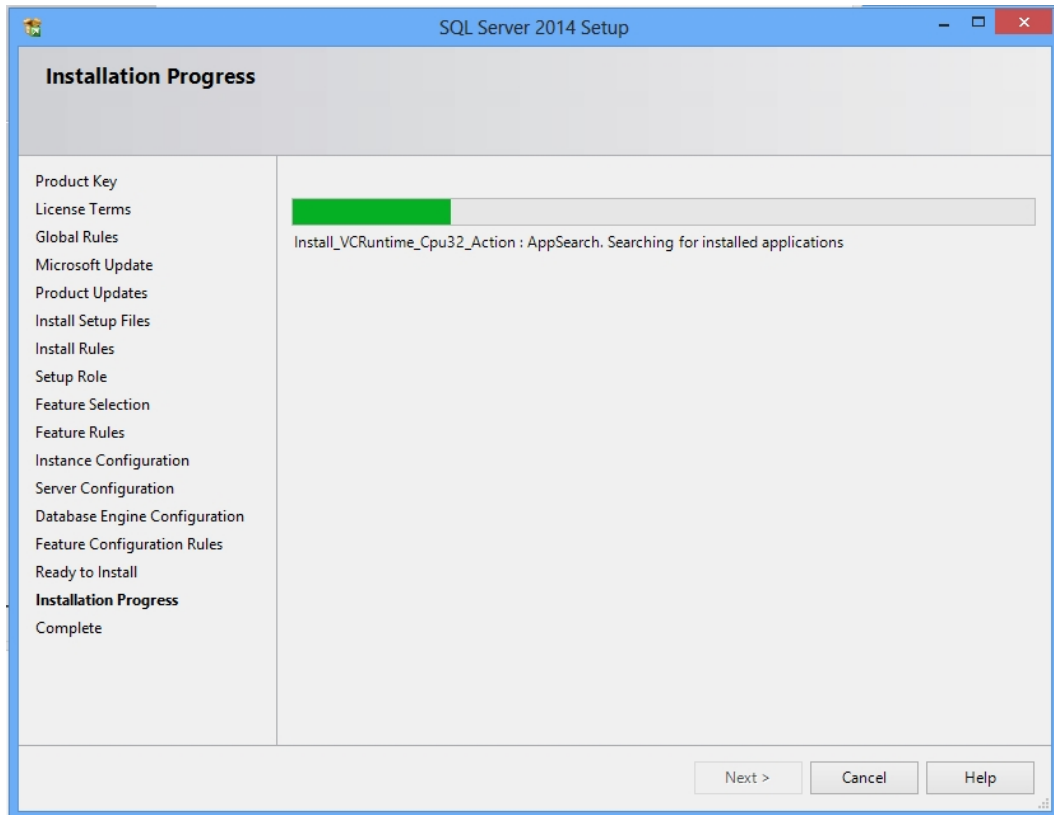 SQL Server 2014 Setup
Installation Progress
Product Key
License Terms
Global Rules
Microsoft Update
Product Updates
Install Setup Files
Install Rules
Setup Role
Feature Selection
Feature Rules
Instance Configuration
Server Configuration
Database Engine Configuration
Feature Configuration Rules
Ready to Install
Installation Progress
Complete
Install_VCRuntime_Cpu32_Action : AppSearch. Searching for installed applications
Next >
Cancel
Help